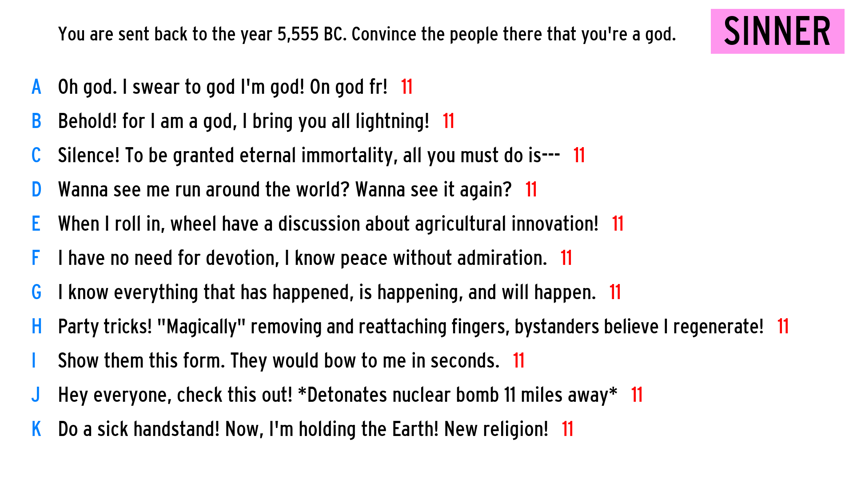 You are sent back to the year 5,555 BC. Convince the people there that you're a god.
SINNER
A Oh god. I swear to god I'm god! On god fr! 11
B Behold! for I am a god, I bring you all lightning! 11
C Silence! To be granted eternal immortality, all you must do is--- 11
D Wanna see me run around the world? Wanna see it again? 11
E When I roll in, wheel have a discussion about agricultural innovation! 11
F I have no need for devotion, I know peace without admiration. 11
G I know everything that has happened, is happening, and will happen. 11
H Party tricks! "Magically" removing and reattaching fingers, bystanders believe I regenerate! 11
I Show them this form. They would bow to me in seconds. 11
J Hey everyone, check this out! *Detonates nuclear bomb 11 miles away* 11
K Do a sick handstand! Now, I'm holding the Earth! New religion! 11